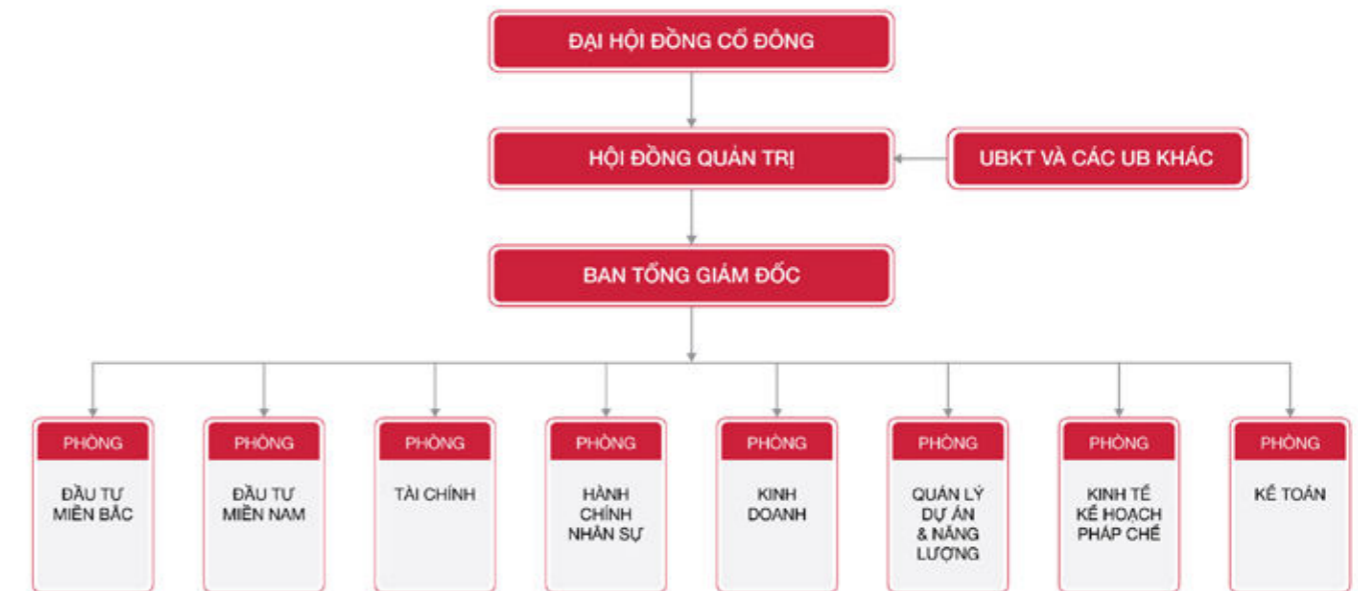 ĐẠI HỘI ĐỒNG CỔ ĐÔNG
HỘI ĐỒNG QUẢN TRỊ
UBKT VÀ CÁC UB KHÁC
BAN TỔNG GIÁM ĐỐC
PHÒNG
ĐẦU TƯ
MIỀN BẮC
PHÒNG
ĐẦU TƯ
MIỀN NAM
PHÒNG
TÀI CHÍNH
PHÒNG
HÀNH
CHÍNH
NHÂN SỰ
PHÒNG
KINH
DOANH
PHÒNG
QUẢN LÝ
DỰ ÁN
& NĂNG
LƯỢNG
PHÒNG
KINH TẾ
KẾ HOẠCH
PHÁP CHẾ
PHÒNG
KẾ TOÁN